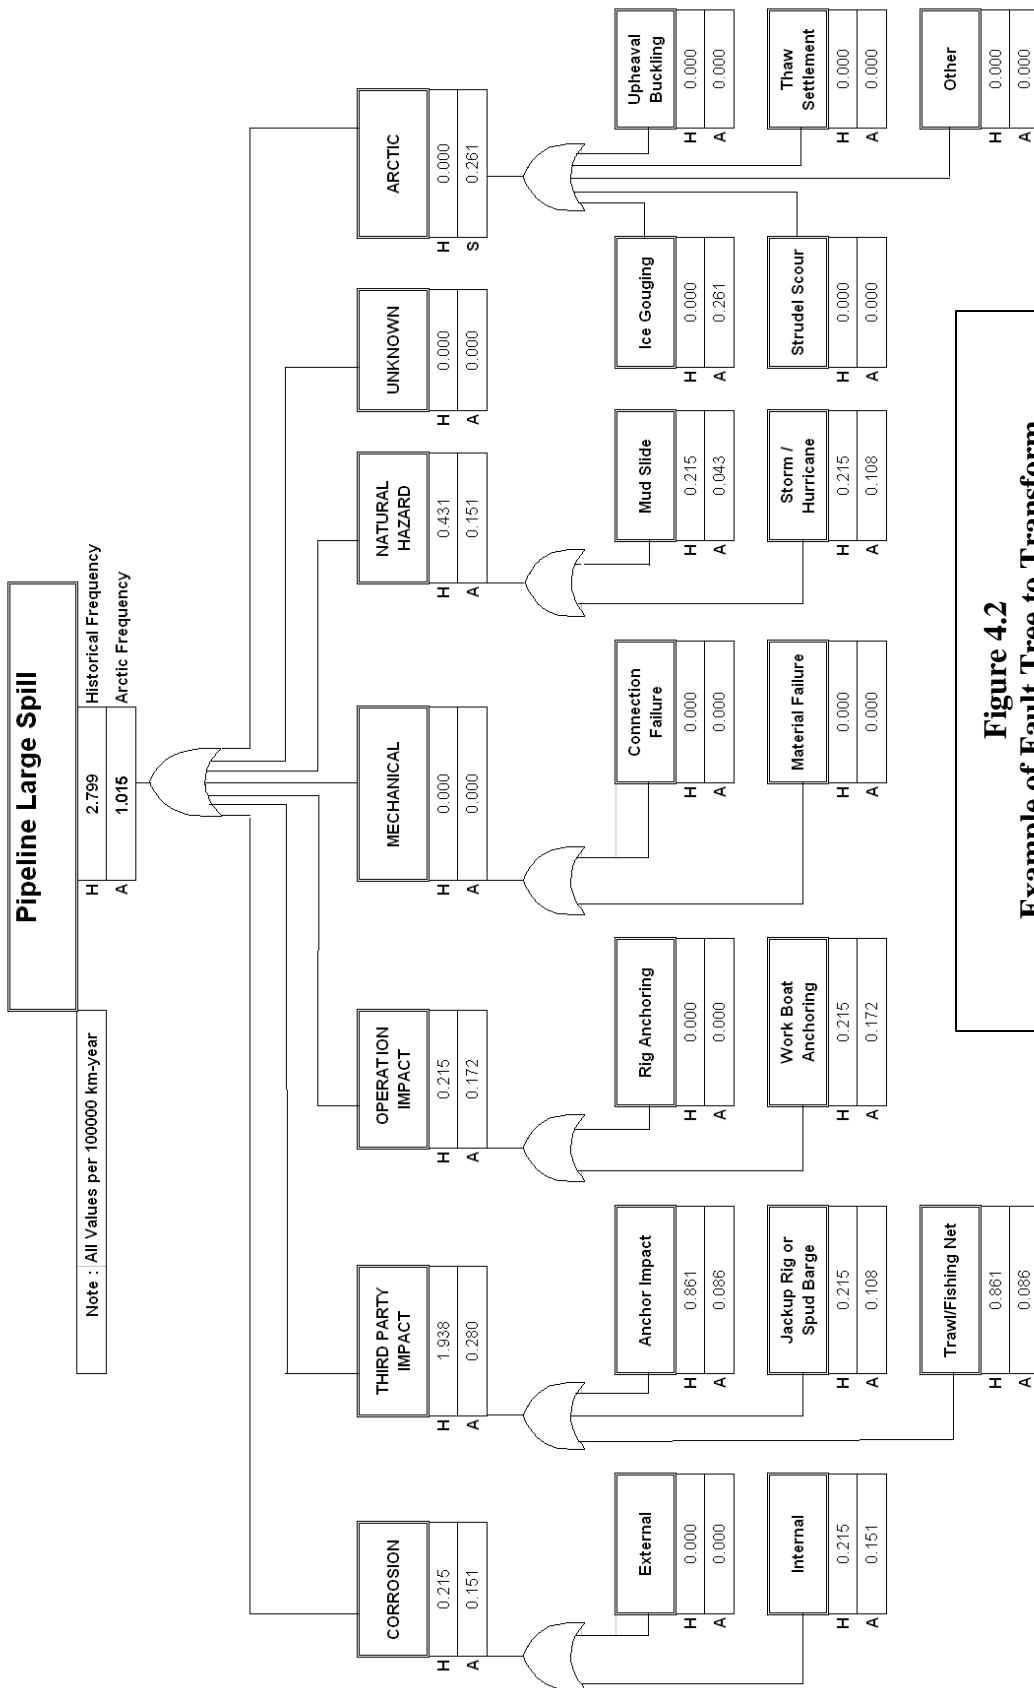 Pipeline Large Spill
Note : All Values per 100000 km-year
H 2.799 Historical Frequency
A 1.015 Arctic Frequency
CORROSION
H 0.215
A 0.151
THIRD PARTY
IMPACT
H 1.938
A 0.280
OPERATION
IMPACT
H 0.215
A 0.172
MECHANICAL
H 0.000
A 0.000
NATURAL
HAZARD
H 0.431
A 0.151
UNKNOWN
H 0.000
A 0.000
ARCTIC
H 0.000
S 0.261
External
H 0.000
A 0.000
Internal
H 0.215
A 0.151
Anchor Impact
H 0.861
A 0.086
Jackup Rig or
Spud Barge
H 0.215
A 0.108
Trawl/Fishing Net
H 0.861
A 0.086
Rig Anchoring
H 0.000
A 0.000
Work Boat
Anchoring
H 0.215
A 0.172
Connection
Failure
H 0.000
A 0.000
Material Failure
H 0.000
A 0.000
Mud Slide
H 0.215
A 0.043
Storm /
Hurricane
H 0.215
A 0.108
Ice Gouging
H 0.000
A 0.261
Strudel Scour
H 0.000
A 0.000
Upheaval
Buckling
H 0.000
A 0.000
Thaw
Settlement
H 0.000
A 0.000
Other
H 0.000
A 0.000
Figure 4.2
Example of Fault Tree to Transform